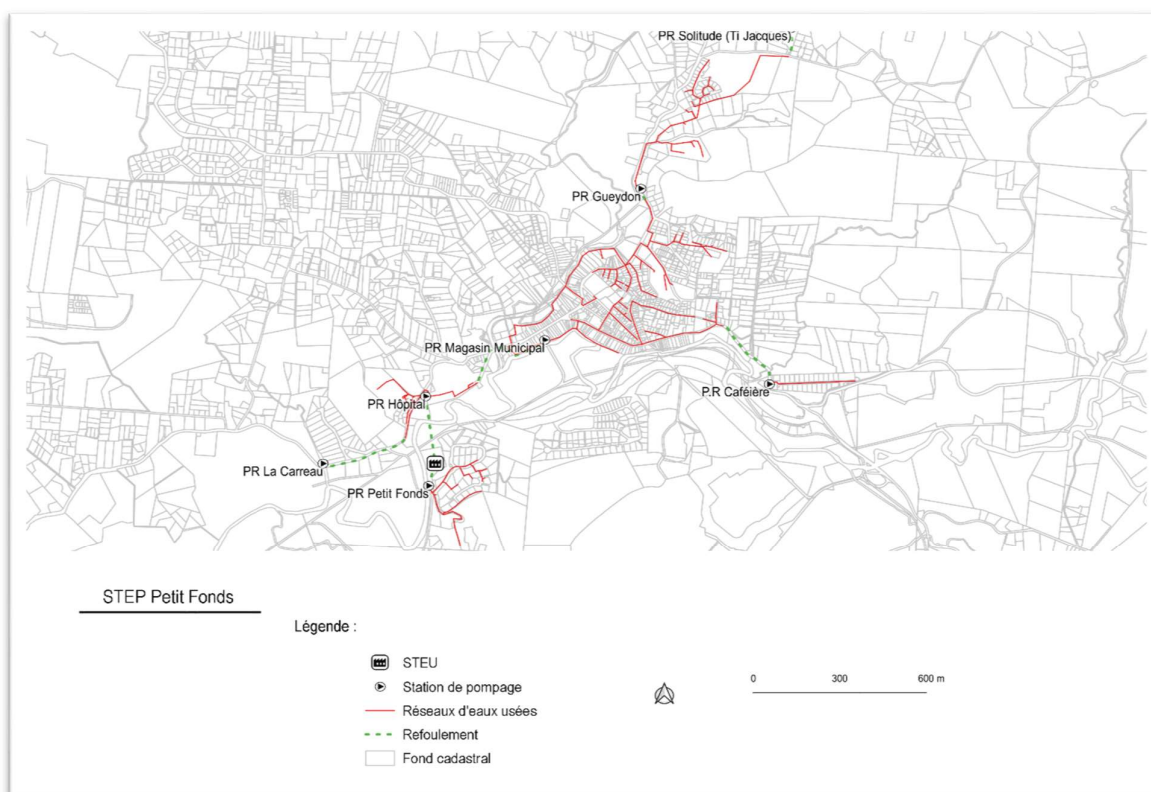 PR Solitude (Ti Jacques)
PR Gueydon
PR Magasin Municipal
P.R Caféière
PR Hôpital
PR La Carreau
PR Petit Fonds
STEP Petit Fonds
Légende :
STEU
Station de pompage
Réseaux d'eaux usées
Refoulement
Fond cadastral
0 300 600 m